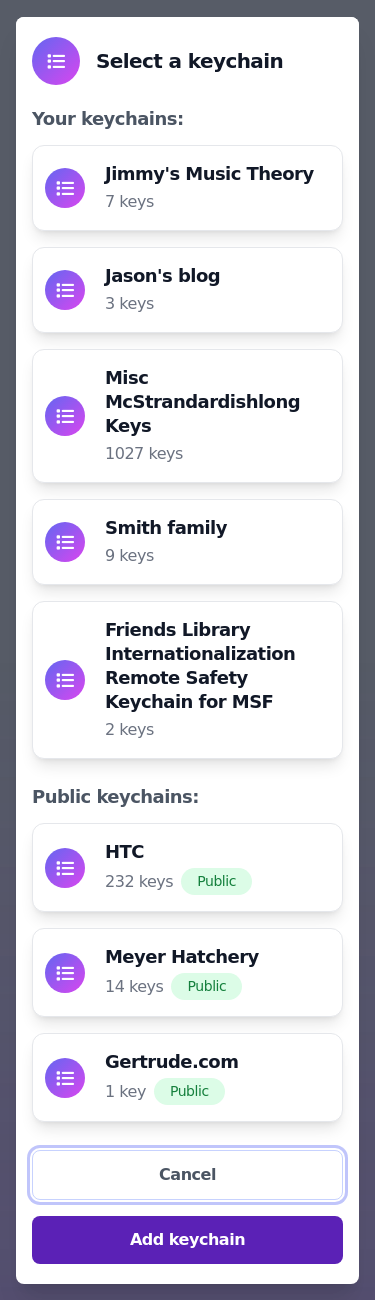 Select a keychain
Your keychains:
Jimmy's Music Theory
7 keys
Jason's blog
3 keys
Misc
McStrandardishlong
Keys
1027 keys
Smith family
9 keys
Friends Library
Internationalization
Remote Safety
Keychain for MSF
2 keys
Public keychains:
HTC
232 keys Public
Meyer Hatchery
14 keys Public
Gertrude.com
1 key Public
Cancel
Add keychain